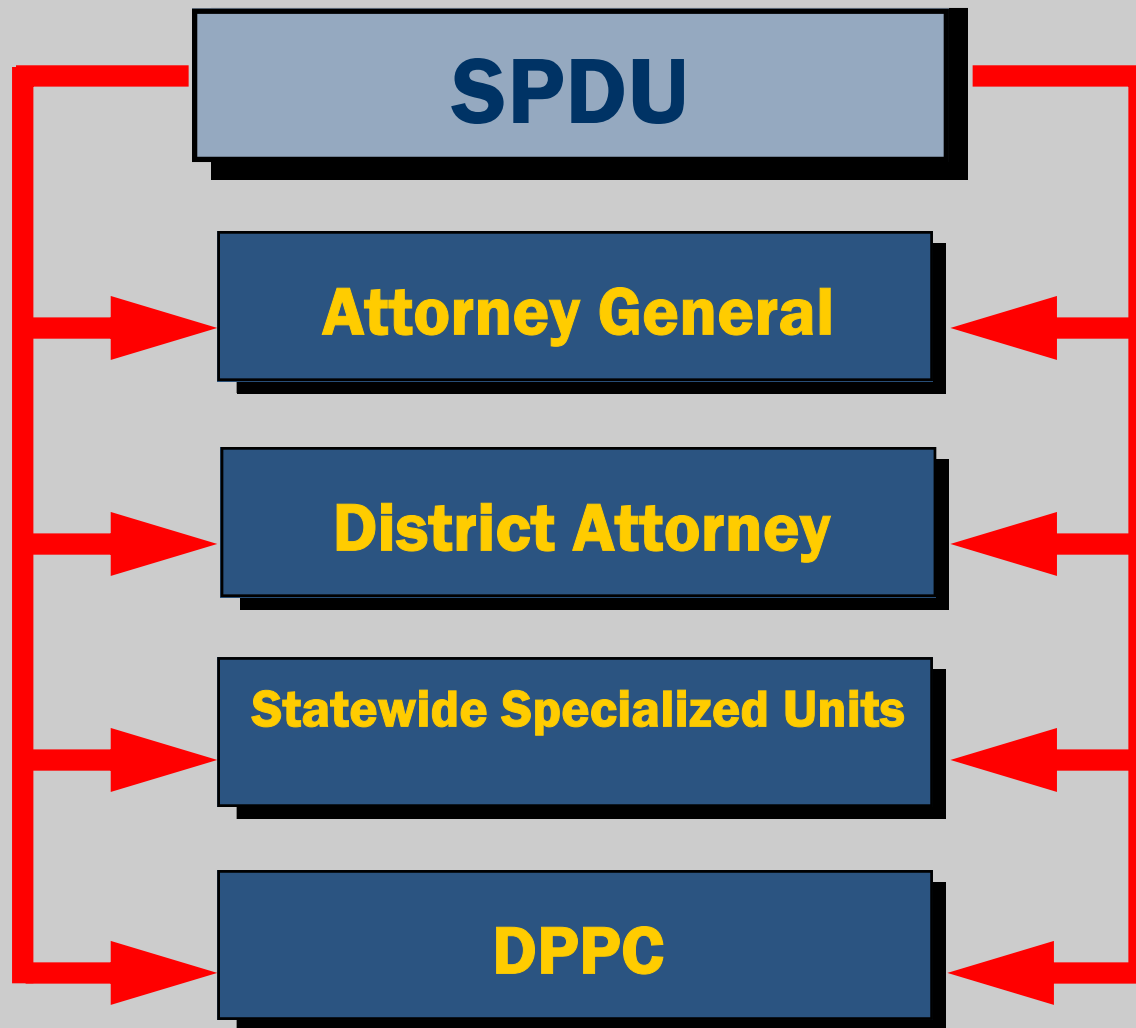 SPDU
Attorney General
District Attorney
Statewide Specialized Units
DPPC